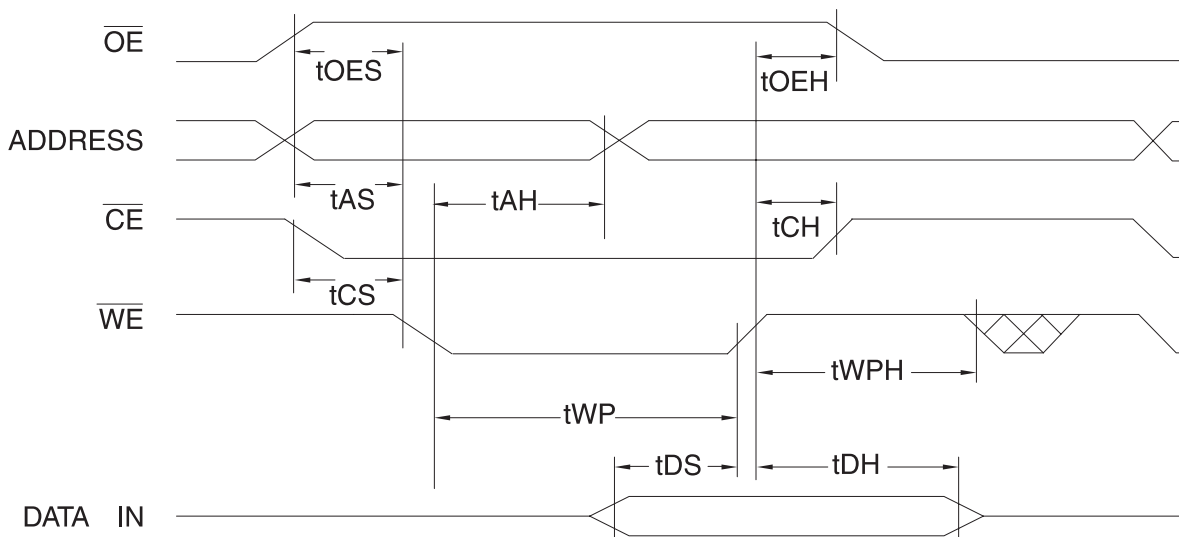 OE
tOES
tOEH
ADDRESS
tAS
tAH
CE
tCH
tCS
WE
tWPH
tWP
tDS
tDH
DATA IN